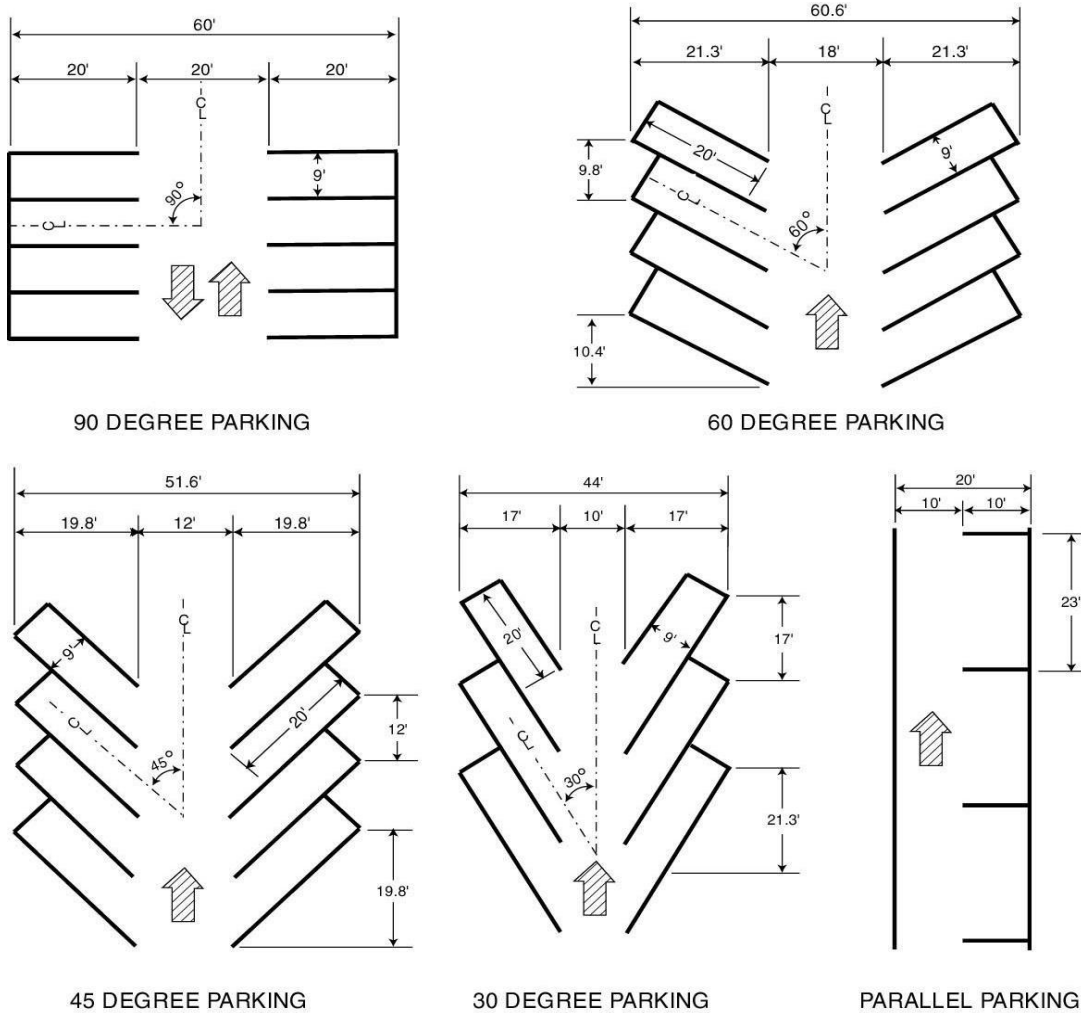 60'
20' 20' 20'
CL
9'
90°
CL
90 DEGREE PARKING
60.6'
21.3' 18' 21.3'
CL
20'
9'
9.8'
CL
60°
10.4'
60 DEGREE PARKING
51.6'
19.8' 12' 19.8'
CL
9'
CL
20'
12'
45°
19.8'
45 DEGREE PARKING
44'
17' 10' 17'
CL
20'
9'
17'
CL
30°
21.3'
30 DEGREE PARKING
20'
10' 10'
23'
PARALLEL PARKING